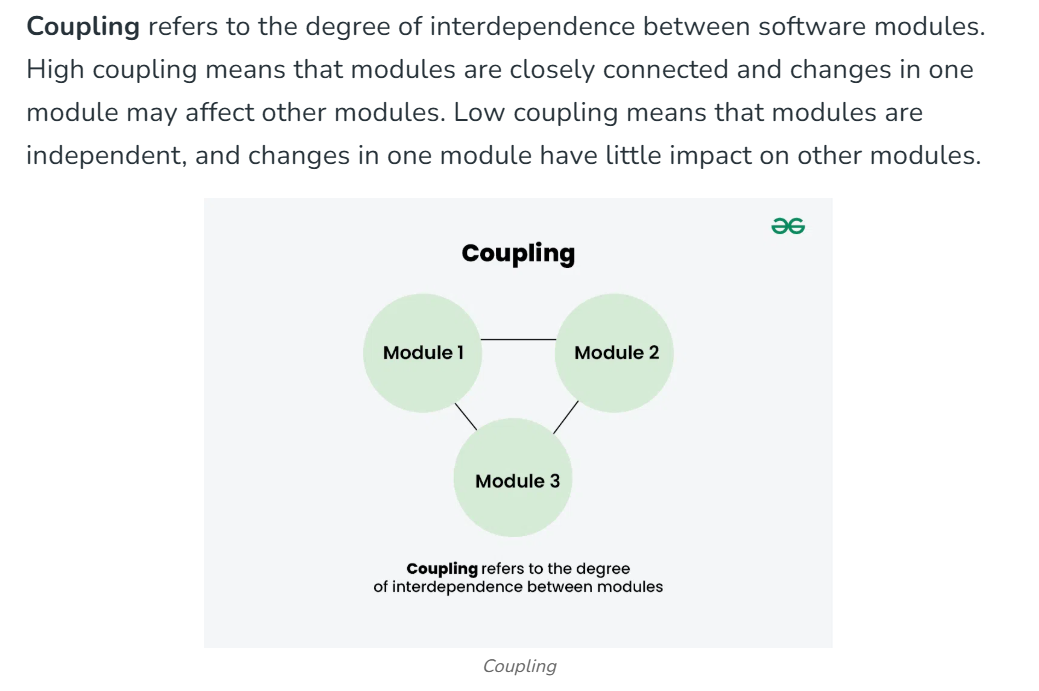 Coupling refers to the degree of interdependence between software modules.
High coupling means that modules are closely connected and changes in one
module may affect other modules. Low coupling means that modules are
independent, and changes in one module have little impact on other modules.
Coupling
Module 1
Module 2
Module 3
Coupling refers to the degree
of interdependence between modules
Coupling